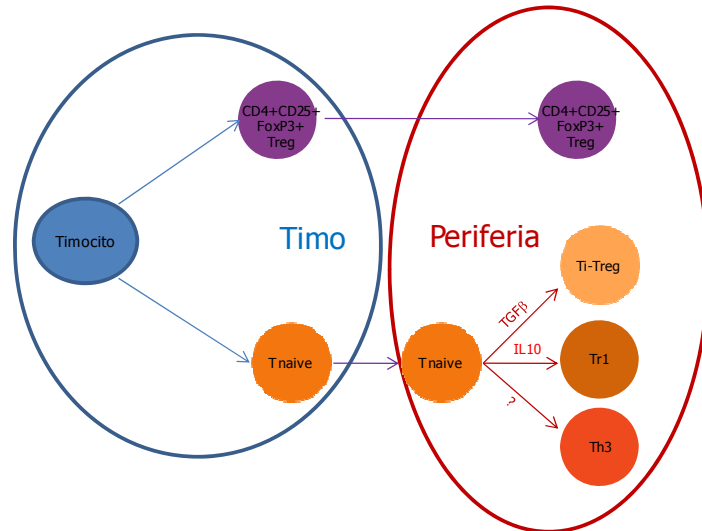 CD4+CD25+
FoxP3+
Treg
CD4+CD25+
FoxP3+
Treg
Timocito
Timo
Periferia
Ti-Treg
TGFβ
Tnaive
Tnaive
IL10
Tr1
?
Th3